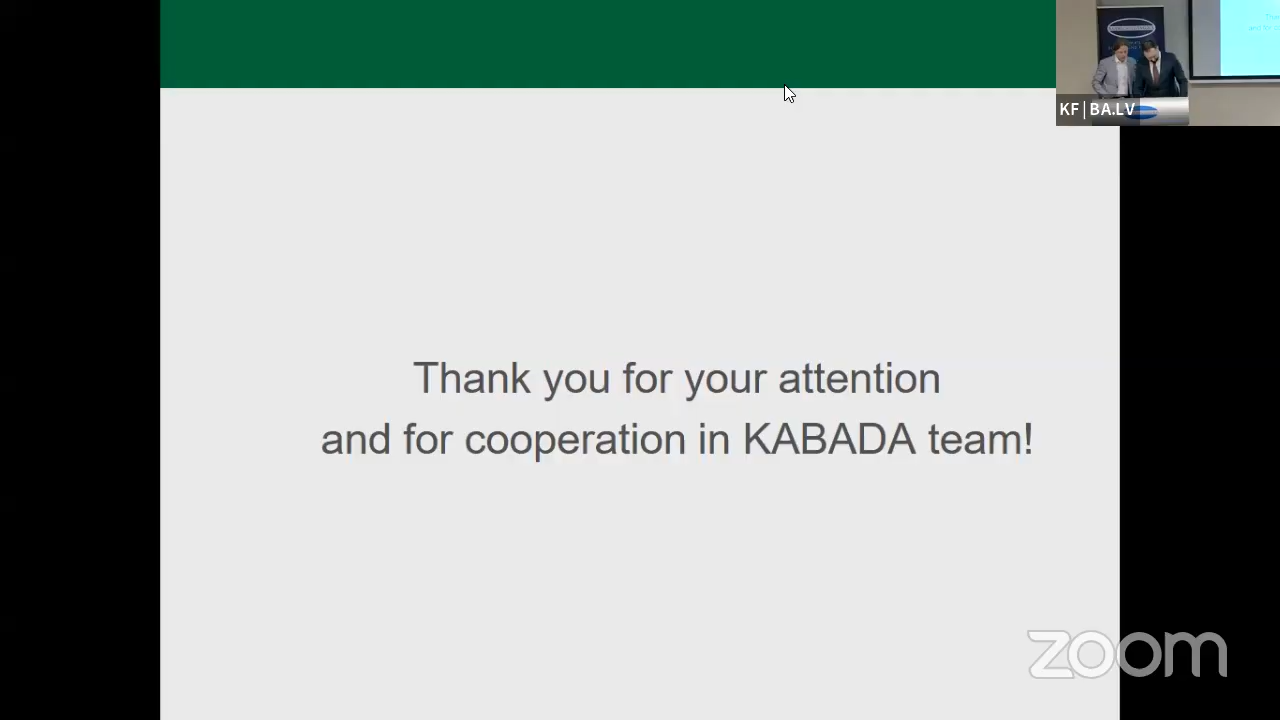 KF|BA.LV
Thank you for your attention
and for cooperation in KABADA team!
zoom